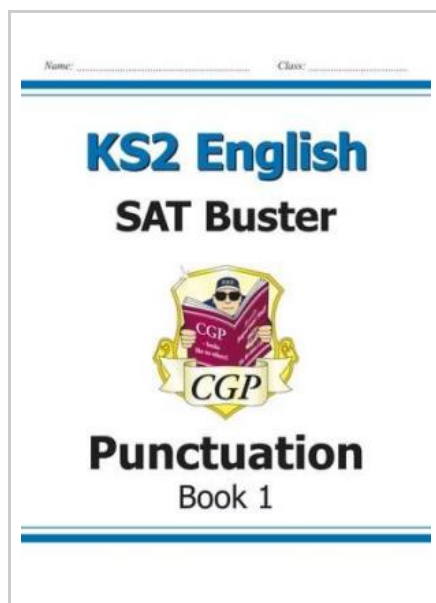 Name: Class:
KS2 English
SAT Buster
CGP
CGP
Punctuation
Book 1